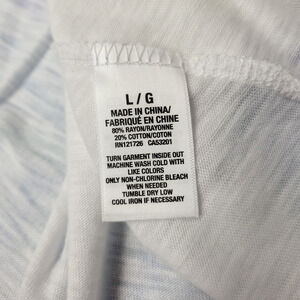 L / G
MADE IN CHINA/
FABRIQUÉ EN CHINE
80% RAYON/RAYONNE
20% COTTON/COTON
RN121726 CA53201
TURN GARMENT INSIDE OUT
MACHINE WASH COLD WITH
LIKE COLORS
ONLY NON-CHLORINE BLEACH
WHEN NEEDED
TUMBLE DRY LOW
COOL IRON IF NECESSARY